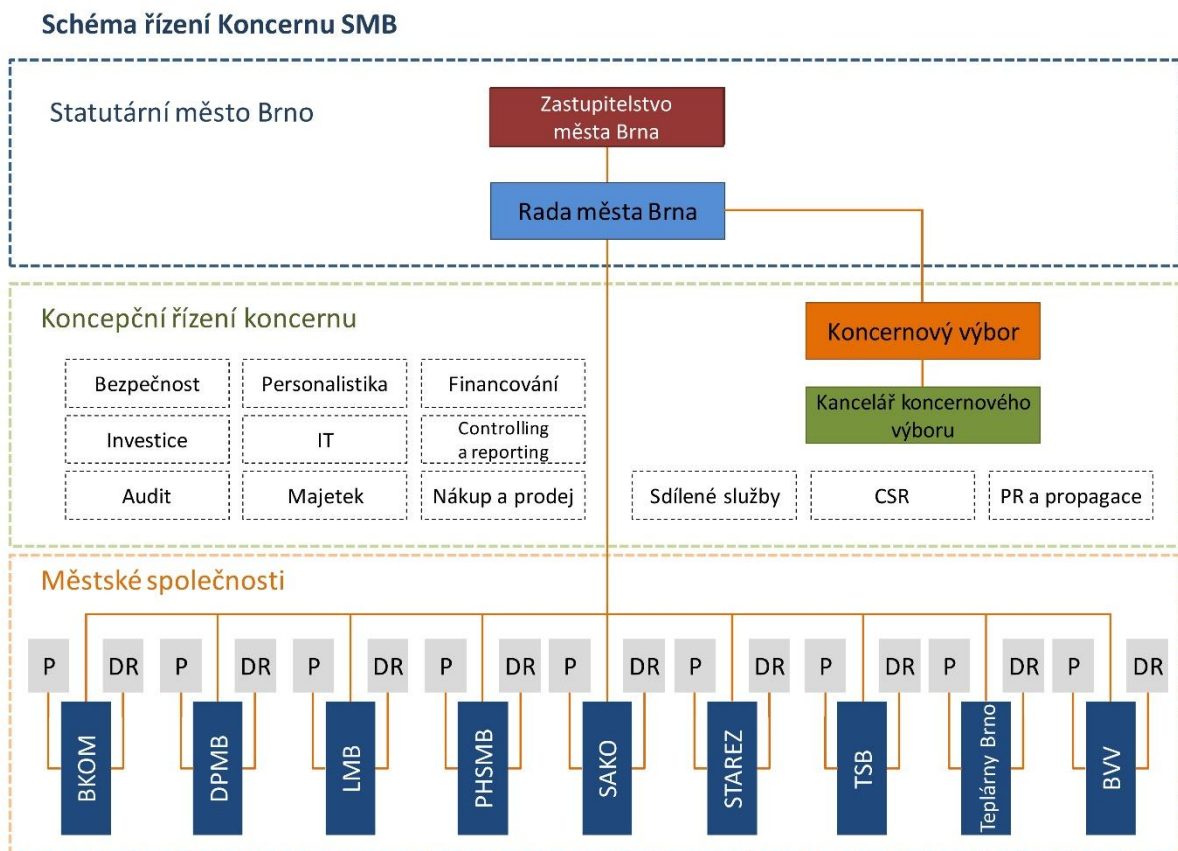 Schéma řízení Koncernu SMB
Statutární město Brno
Zastupitelstvo
města Brna
Rada města Brna
Koncepční řízení koncernu
Koncernový výbor
Kancelář koncernového
výboru
Bezpečnost
Personalistika
Financování
Investice
IT
Controlling
a reporting
Audit
Majetek
Nákup a prodej
Sdílené služby
CSR
PR a propagace
Městské společnosti
P
DR
P
DR
P
DR
P
DR
P
DR
P
DR
P
DR
P
DR
P
DR
BKOM
DPMB
LMB
PHSMB
SAKO
STAREZ
TSB
Teplárny Brno
BVV